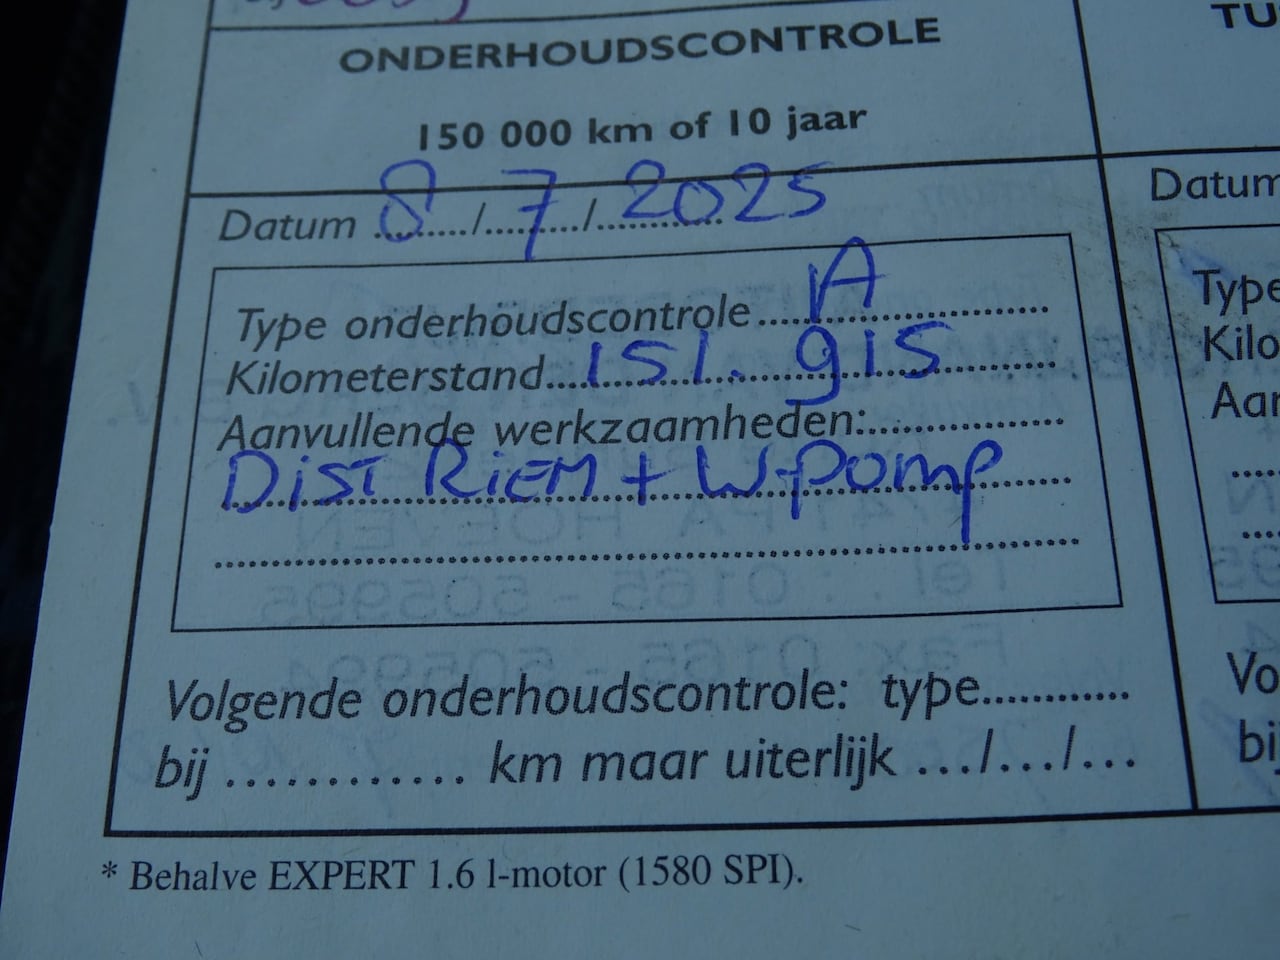 ONDERHOUDSCONTROLE
150 000 km of 10 jaar
Datum 8 / 7 / 2025
Type onderhoudscontrole A
Kilometerstand 151.915
Aanvullende werkzaamheden:
Dist Riem + W-pomp
Volgende onderhoudscontrole: type............
bij ............. km maar uiterlijk .../.../...
* Behalve EXPERT 1.6 l-motor (1580 SPI).
TU
Datum
Type
Kilo
Aan
Vo
bij